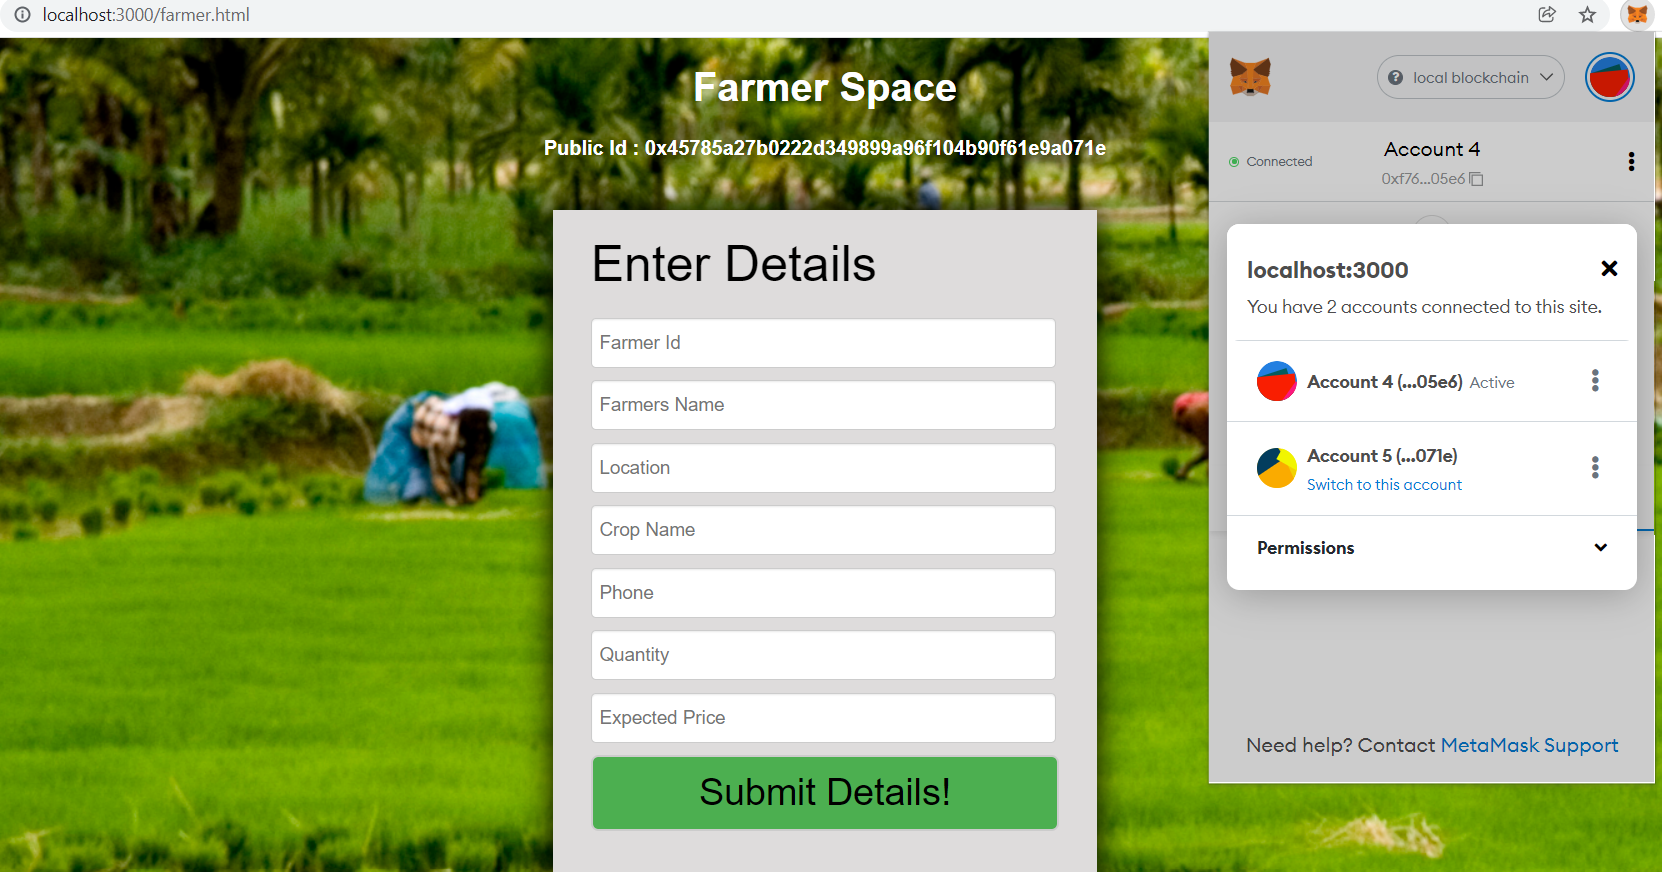 localhost:3000/farmer.html
Farmer Space
Public Id : 0x45785a27b0222d349899a96f104b90f61e9a071e
Enter Details
Farmer Id
Farmers Name
Location
Crop Name
Phone
Quantity
Expected Price
Submit Details!
local blockchain
Connected
Account 4
0xf76...05e6
localhost:3000
You have 2 accounts connected to this site.
Account 4 (...05e6) Active
Account 5 (...071e)
Switch to this account
Permissions
Need help? Contact MetaMask Support